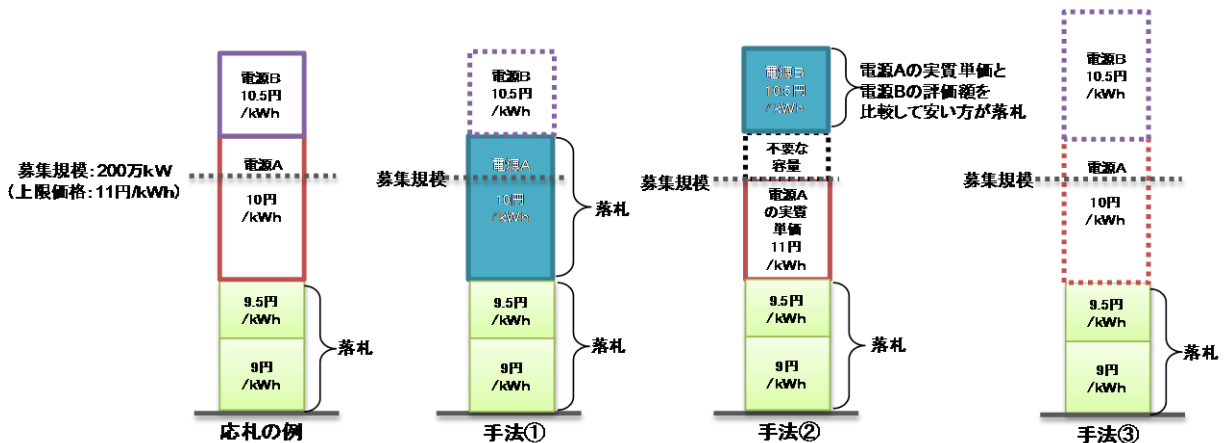 募集規模：200万kW
（上限価格：11円/kWh）
電源B
10.5円
/kWh
電源A
10円
/kWh
9.5円
/kWh
9円
/kWh
落札
応札の例
募集規模
電源B
10.5円
/kWh
電源A
10円
/kWh
落札
9.5円
/kWh
9円
/kWh
落札
手法①
募集規模
電源B
10.5円
/kWh
電源Aの実質単価と
電源Bの評価額を
比較して安い方が落札
不要な
容量
電源A
の実質
単価
11円
/kWh
9.5円
/kWh
9円
/kWh
落札
手法②
募集規模
電源B
10.5円
/kWh
電源A
10円
/kWh
9.5円
/kWh
9円
/kWh
落札
手法③